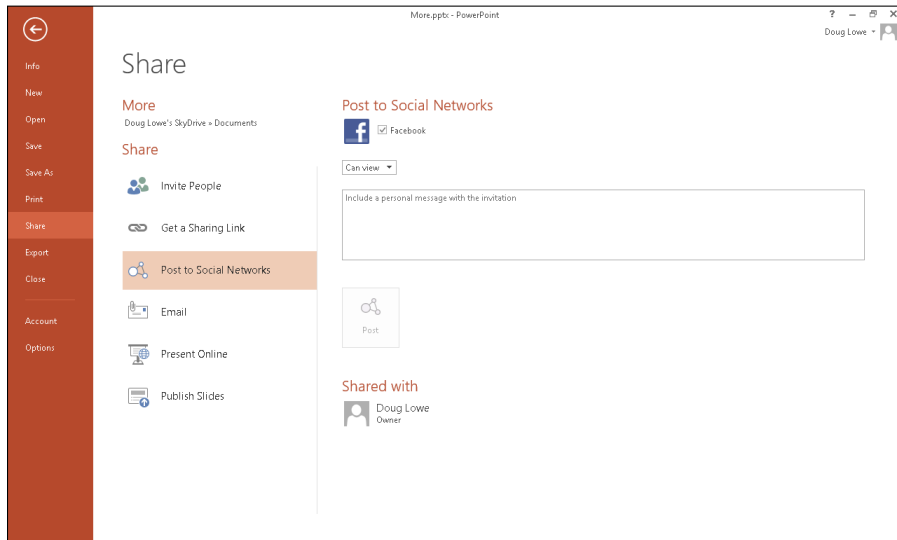 More.pptx - PowerPoint
?
Doug Lowe
Info
New
Open
Save
Save As
Print
Share
Export
Close
Account
Options
Share
More
Doug Lowe's SkyDrive » Documents
Share
Invite People
Get a Sharing Link
Post to Social Networks
Email
Present Online
Publish Slides
Post to Social Networks
f
Facebook
Can view
Include a personal message with the invitation
Post
Shared with
Doug Lowe
Owner